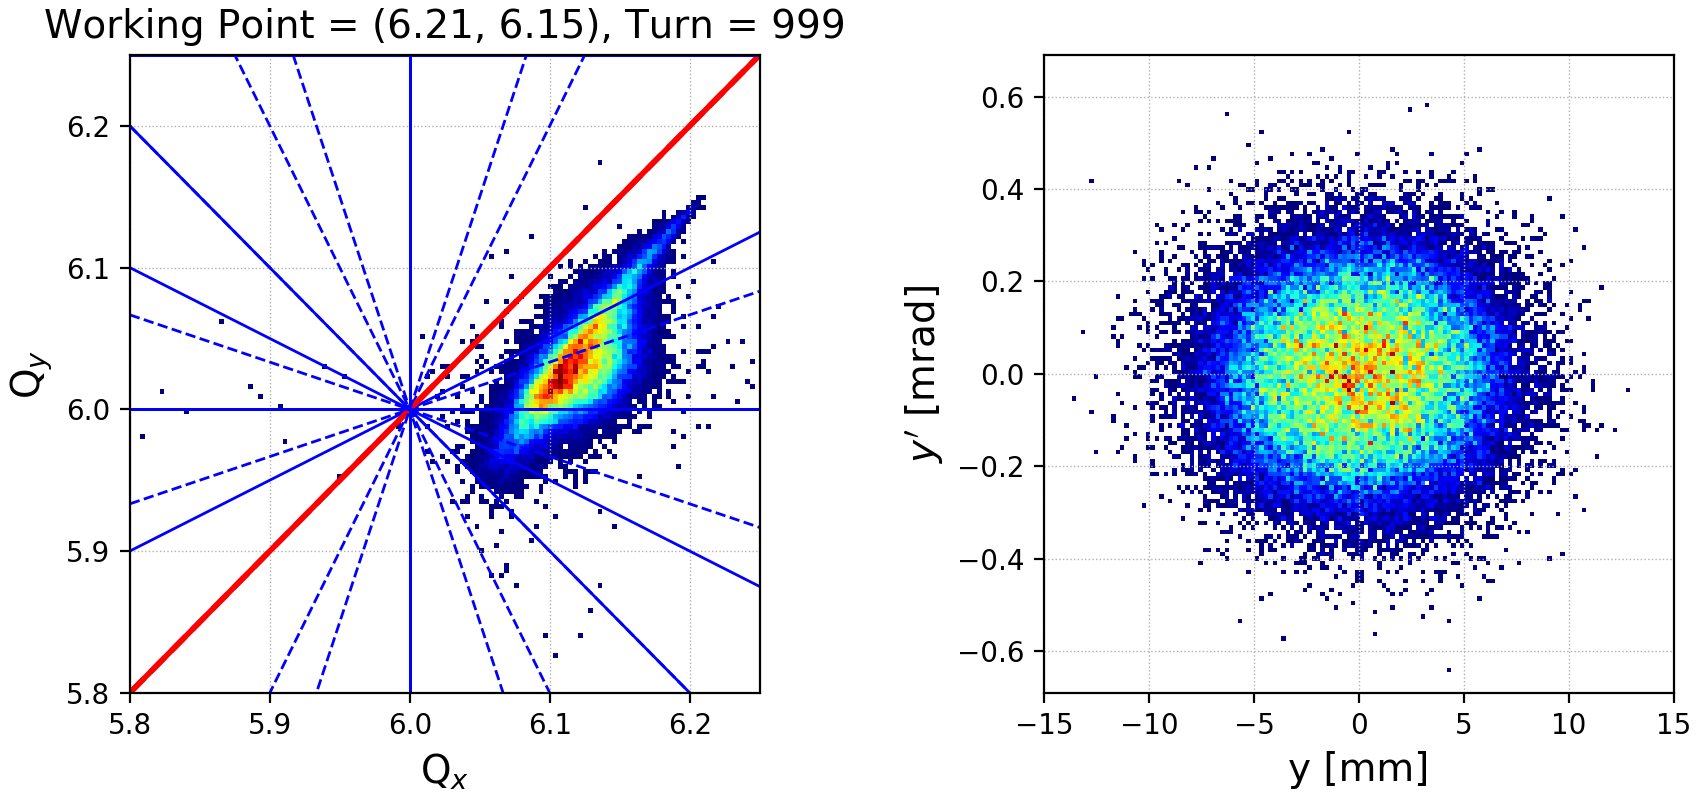 Working Point = (6.21, 6.15), Turn = 999
6.2
6.1
6.0
5.9
5.8
Qy
5.8 5.9 6.0 6.1 6.2
Qx
0.6
0.4
0.2
0.0
−0.2
−0.4
−0.6
y′ [mrad]
−15 −10 −5 0 5 10 15
y [mm]